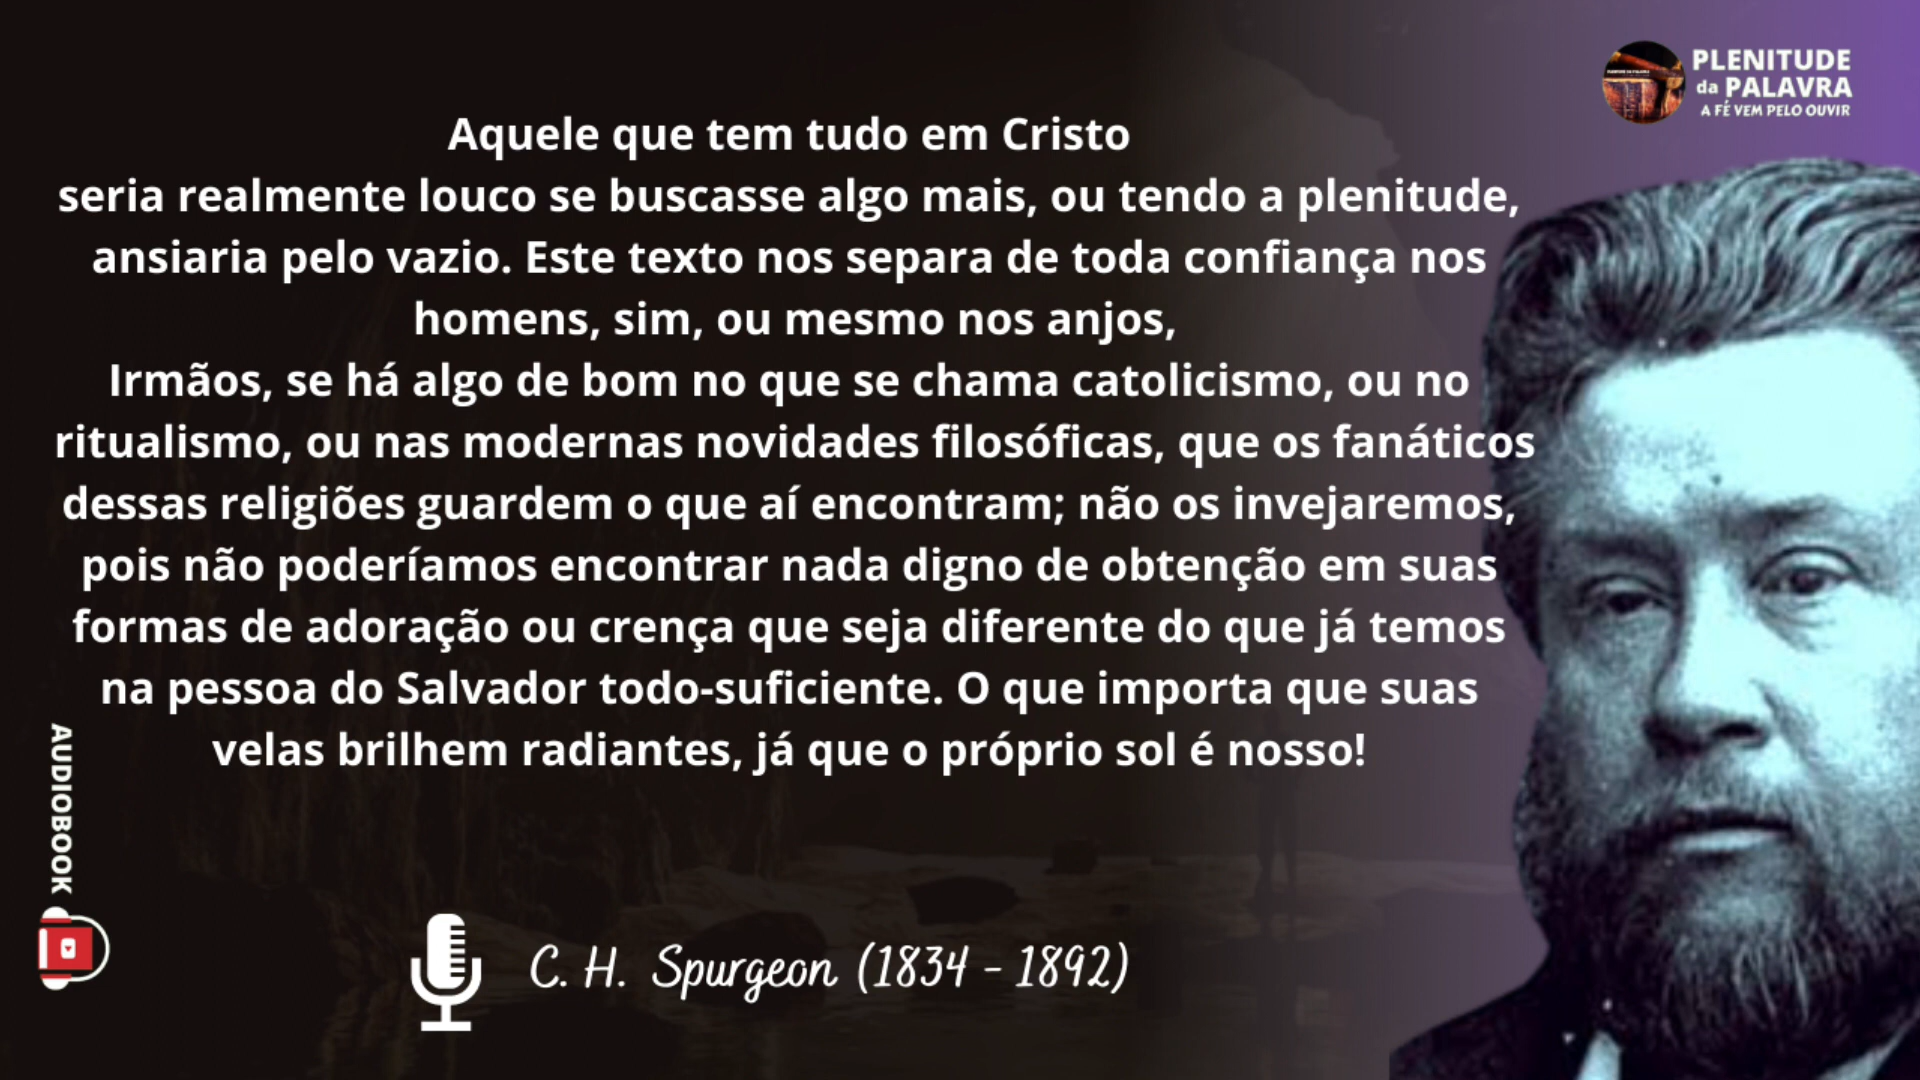 PLENITUDE
da PALAVRA
A FÉ VEM PELO OUVIR
Aquele que tem tudo em Cristo
seria realmente louco se buscasse algo mais, ou tendo a plenitude,
ansiaria pelo vazio. Este texto nos separa de toda confiança nos
homens, sim, ou mesmo nos anjos,
Irmãos, se há algo de bom no que se chama catolicismo, ou no
ritualismo, ou nas modernas novidades filosóficas, que os fanáticos
dessas religiões guardem o que aí encontram; não os invejaremos,
pois não poderíamos encontrar nada digno de obtenção em suas
formas de adoração ou crença que seja diferente do que já temos
na pessoa do Salvador todo-suficiente. O que importa que suas
velas brilhem radiantes, já que o próprio sol é nosso!
AUDIOBOOK
C. H. Spurgeon (1834 - 1892)